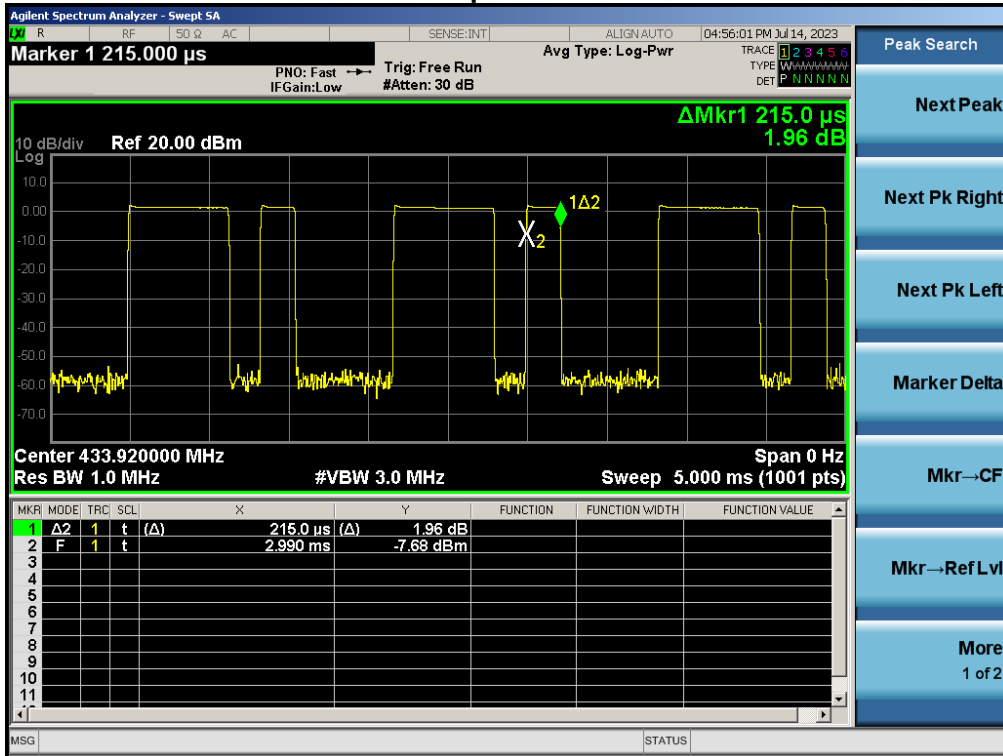 Agilent Spectrum Analyzer - Swept SA
LXI R RF 50 Ω AC SENSE:INT ALIGN AUTO 04:56:01 PM Jul 14, 2023
Marker 1 215.000 µs
PNO: Fast
IFGain:Low
Trig: Free Run
#Atten: 30 dB
Avg Type: Log-Pwr
TRACE 1 2 3 4 5 6
TYPE WWWWWW
DET P N N N N N
ΔMkr1 215.0 µs
1.96 dB
10 dB/div Ref 20.00 dBm
Log
10.0
0.00
-10.0
-20.0
-30.0
-40.0
-50.0
-60.0
-70.0
1Δ2
X2
Center 433.920000 MHz Span 0 Hz
Res BW 1.0 MHz #VBW 3.0 MHz Sweep 5.000 ms (1001 pts)
MKR MODE TRC SCL X Y FUNCTION FUNCTION WIDTH FUNCTION VALUE
1 Δ2 1 t (Δ) 215.0 µs (Δ) 1.96 dB
2 F 1 t 2.990 ms -7.68 dBm
3
4
5
6
7
8
9
10
11
MSG STATUS
Peak Search
Next Peak
Next Pk Right
Next Pk Left
Marker Delta
Mkr→CF
Mkr→Ref Lvl
More
1 of 2